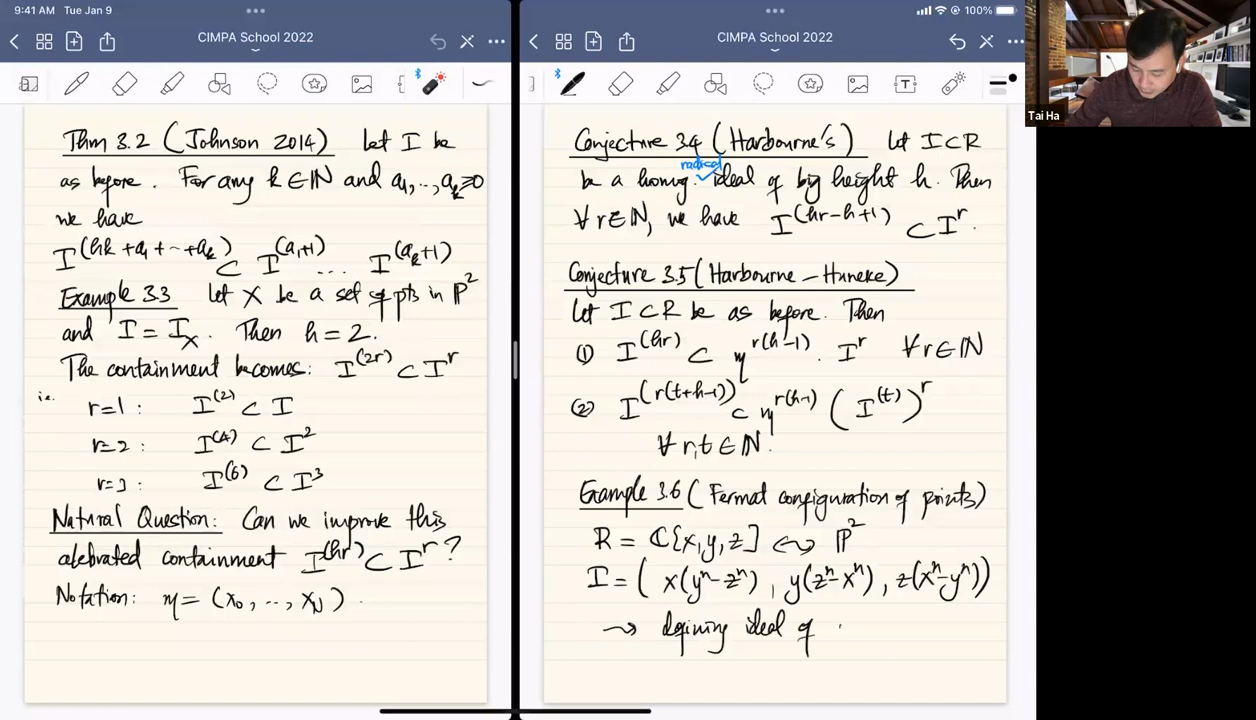 9:41 AM Tue Jan 9
CIMPA School 2022
Thm 3.2 (Johnson 2014) Let I be
as before. For any k ∈ ℕ and a₁, .., aₖ ≥ 0
we have
I^(hk + a₁ + ⋯ + aₖ) ⊂ I^(a₁+1) ... I^(aₖ+1)
Example 3.3 Let X be a set of pts in ℙ²
and I = I_X. Then h = 2.
The containment becomes: I^(2r) ⊂ I^r
i.e. r=1: I^(2) ⊂ I
r=2: I^(4) ⊂ I²
r=3: I^(6) ⊂ I³
Natural Question: Can we improve this
celebrated containment I^(hr) ⊂ I^r?
Notation: 𝔪 = (x₀, .., x_N)
100%
CIMPA School 2022
Conjecture 3.4 (Harbourne's) Let I ⊂ R
be a homog. radical ideal of big height h. Then
∀ r ∈ ℕ, we have I^(hr-h+1) ⊂ I^r.
Conjecture 3.5 (Harbourne – Huneke)
Let I ⊂ R be as before. Then
① I^(hr) ⊂ 𝔪^{r(h-1)} . I^r ∀ r ∈ ℕ
② I^(r(t+h-1)) ⊂ 𝔪^{r(h-1)} (I^(t))^r
∀ r,t ∈ ℕ.
Example 3.6 (Fermat configuration of points)
R = ℂ[x,y,z] ↔ ℙ²
I = (x(yⁿ-zⁿ), y(zⁿ-xⁿ), z(xⁿ-yⁿ))
⇝ defining ideal of
Tai Ha